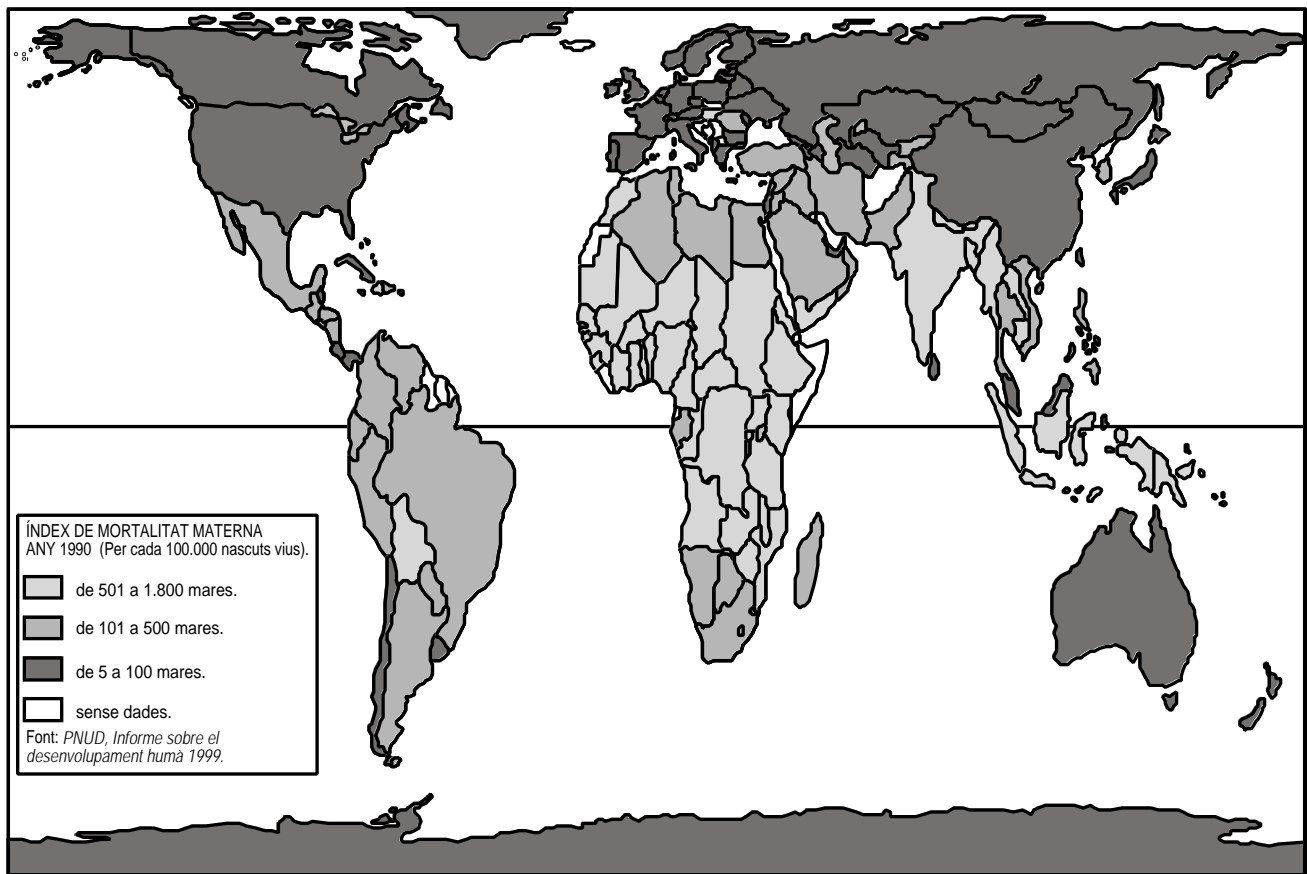 ÍNDEX DE MORTALITAT MATERNA
ANY 1990 (Per cada 100.000 nascuts vius).
de 501 a 1.800 mares.
de 101 a 500 mares.
de 5 a 100 mares.
sense dades.
Font: PNUD, Informe sobre el
desenvolupament humà 1999.